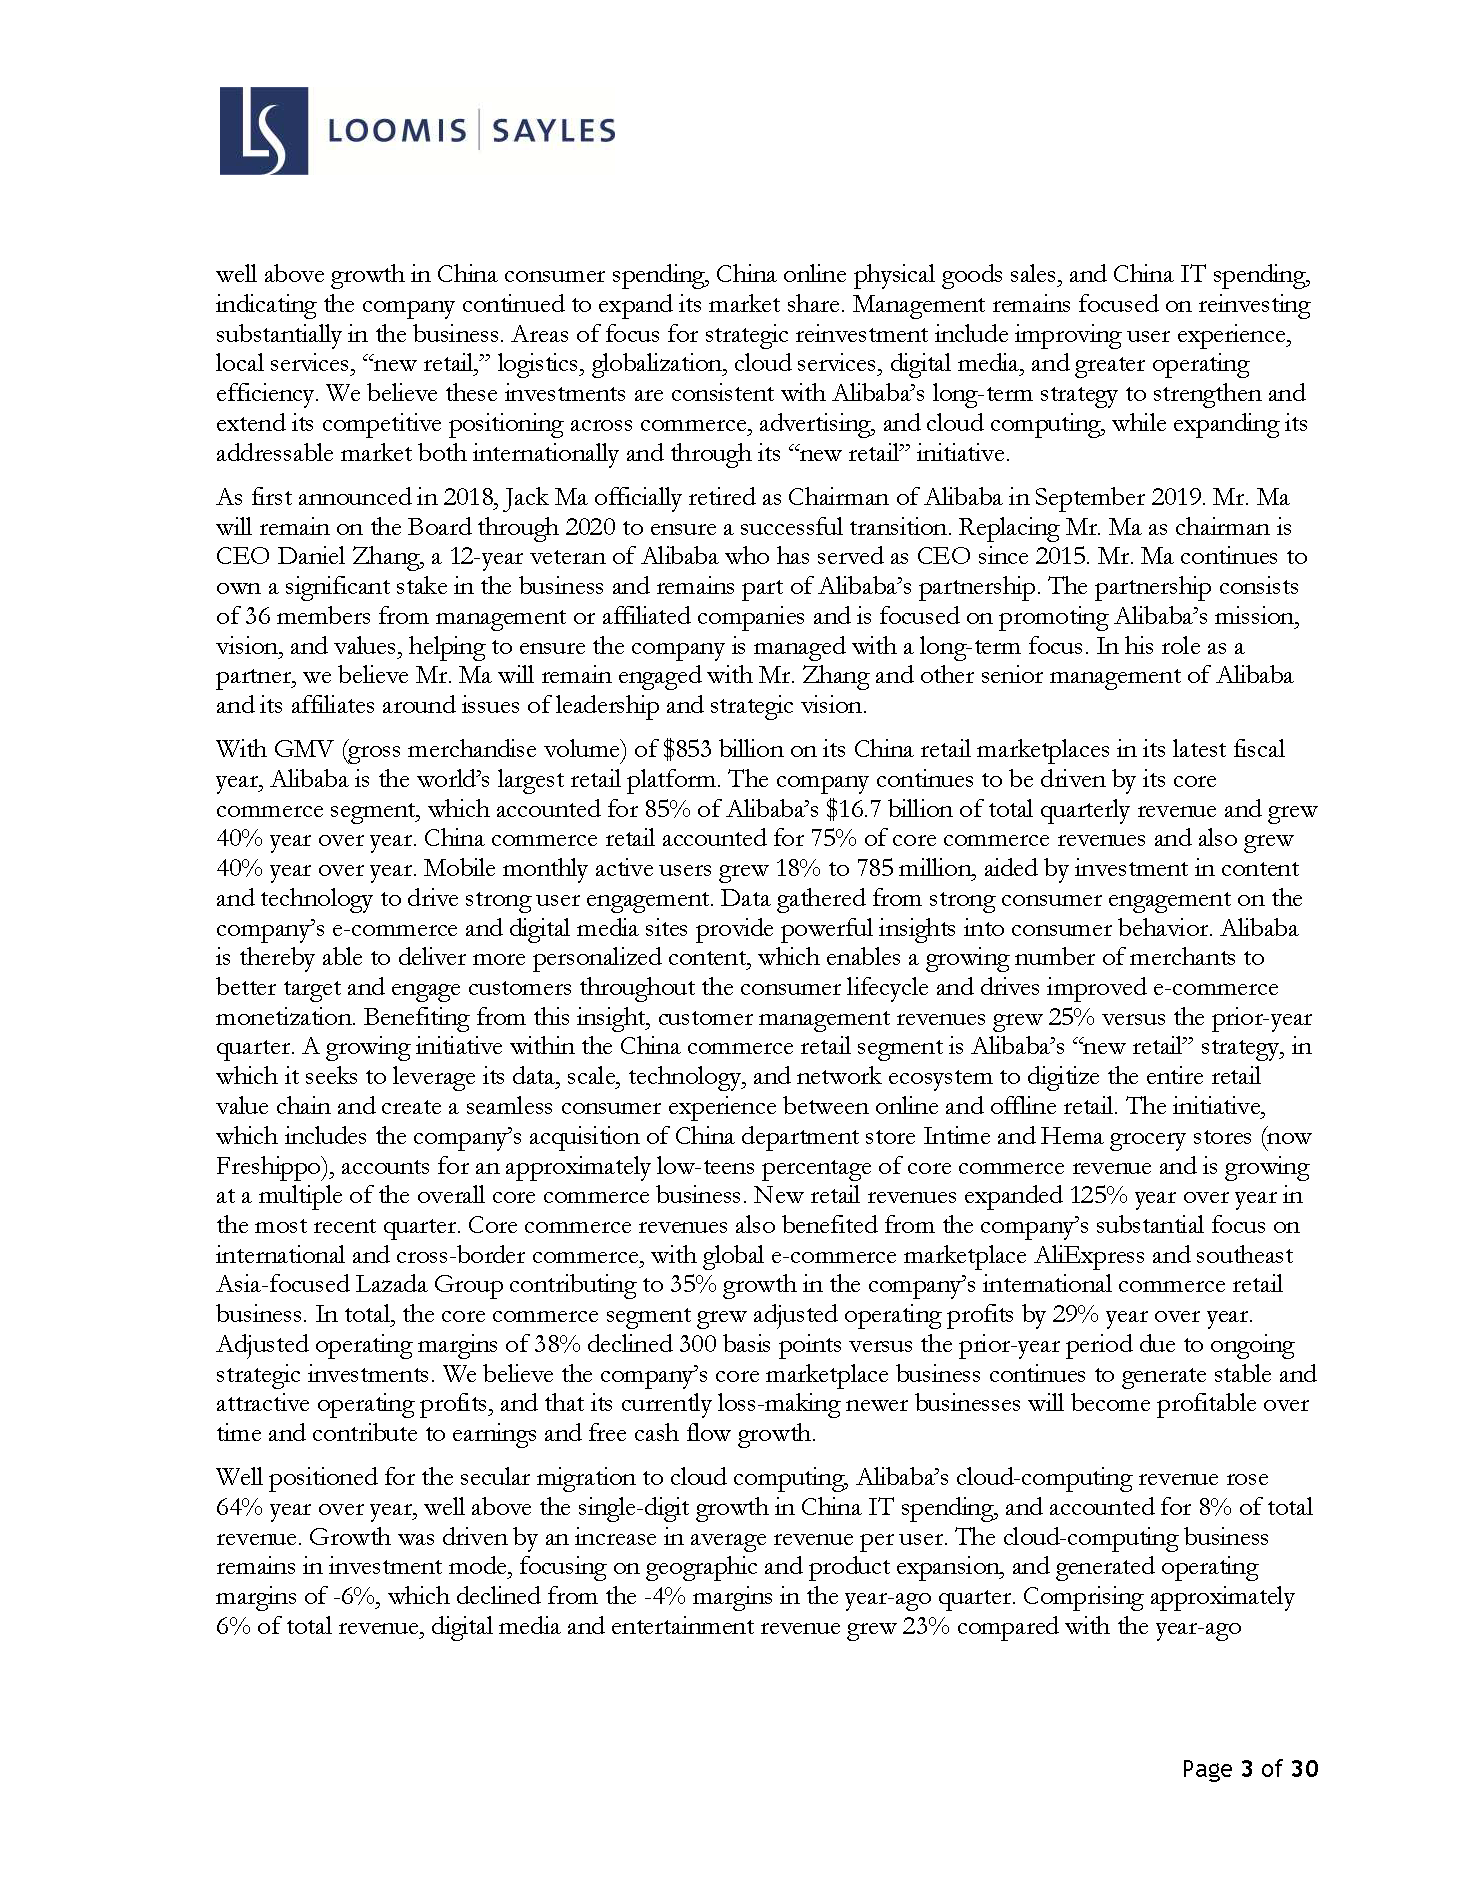 LS LOOMIS | SAYLES
well above growth in China consumer spending, China online physical goods sales, and China IT spending,
indicating the company continued to expand its market share. Management remains focused on reinvesting
substantially in the business. Areas of focus for strategic reinvestment include improving user experience,
local services, “new retail,” logistics, globalization, cloud services, digital media, and greater operating
efficiency. We believe these investments are consistent with Alibaba’s long-term strategy to strengthen and
extend its competitive positioning across commerce, advertising, and cloud computing, while expanding its
addressable market both internationally and through its “new retail” initiative.
As first announced in 2018, Jack Ma officially retired as Chairman of Alibaba in September 2019. Mr. Ma
will remain on the Board through 2020 to ensure a successful transition. Replacing Mr. Ma as chairman is
CEO Daniel Zhang, a 12-year veteran of Alibaba who has served as CEO since 2015. Mr. Ma continues to
own a significant stake in the business and remains part of Alibaba’s partnership. The partnership consists
of 36 members from management or affiliated companies and is focused on promoting Alibaba’s mission,
vision, and values, helping to ensure the company is managed with a long-term focus. In his role as a
partner, we believe Mr. Ma will remain engaged with Mr. Zhang and other senior management of Alibaba
and its affiliates around issues of leadership and strategic vision.
With GMV (gross merchandise volume) of $853 billion on its China retail marketplaces in its latest fiscal
year, Alibaba is the world’s largest retail platform. The company continues to be driven by its core
commerce segment, which accounted for 85% of Alibaba’s $16.7 billion of total quarterly revenue and grew
40% year over year. China commerce retail accounted for 75% of core commerce revenues and also grew
40% year over year. Mobile monthly active users grew 18% to 785 million, aided by investment in content
and technology to drive strong user engagement. Data gathered from strong consumer engagement on the
company’s e-commerce and digital media sites provide powerful insights into consumer behavior. Alibaba
is thereby able to deliver more personalized content, which enables a growing number of merchants to
better target and engage customers throughout the consumer lifecycle and drives improved e-commerce
monetization. Benefiting from this insight, customer management revenues grew 25% versus the prior-year
quarter. A growing initiative within the China commerce retail segment is Alibaba’s “new retail” strategy, in
which it seeks to leverage its data, scale, technology, and network ecosystem to digitize the entire retail
value chain and create a seamless consumer experience between online and offline retail. The initiative,
which includes the company’s acquisition of China department store Intime and Hema grocery stores (now
Freshippo), accounts for an approximately low-teens percentage of core commerce revenue and is growing
at a multiple of the overall core commerce business. New retail revenues expanded 125% year over year in
the most recent quarter. Core commerce revenues also benefited from the company’s substantial focus on
international and cross-border commerce, with global e-commerce marketplace AliExpress and southeast
Asia-focused Lazada Group contributing to 35% growth in the company’s international commerce retail
business. In total, the core commerce segment grew adjusted operating profits by 29% year over year.
Adjusted operating margins of 38% declined 300 basis points versus the prior-year period due to ongoing
strategic investments. We believe the company’s core marketplace business continues to generate stable and
attractive operating profits, and that its currently loss-making newer businesses will become profitable over
time and contribute to earnings and free cash flow growth.
Well positioned for the secular migration to cloud computing, Alibaba’s cloud-computing revenue rose
64% year over year, well above the single-digit growth in China IT spending, and accounted for 8% of total
revenue. Growth was driven by an increase in average revenue per user. The cloud-computing business
remains in investment mode, focusing on geographic and product expansion, and generated operating
margins of -6%, which declined from the -4% margins in the year-ago quarter. Comprising approximately
6% of total revenue, digital media and entertainment revenue grew 23% compared with the year-ago
Page 3 of 30